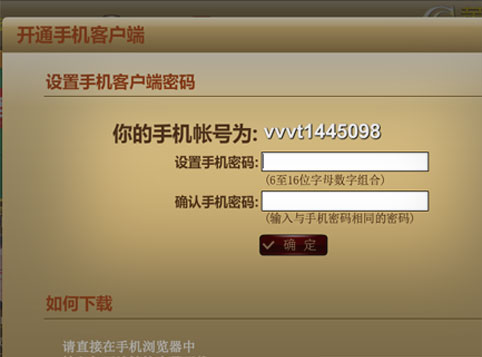 开通手机客户端
设置手机客户端密码
你的手机帐号为: vvvt1445098
设置手机密码:
(6至16位字母数字组合)
确认手机密码:
(输入与手机密码相同的密码)
确 定
如何下载
请直接在手机浏览器中